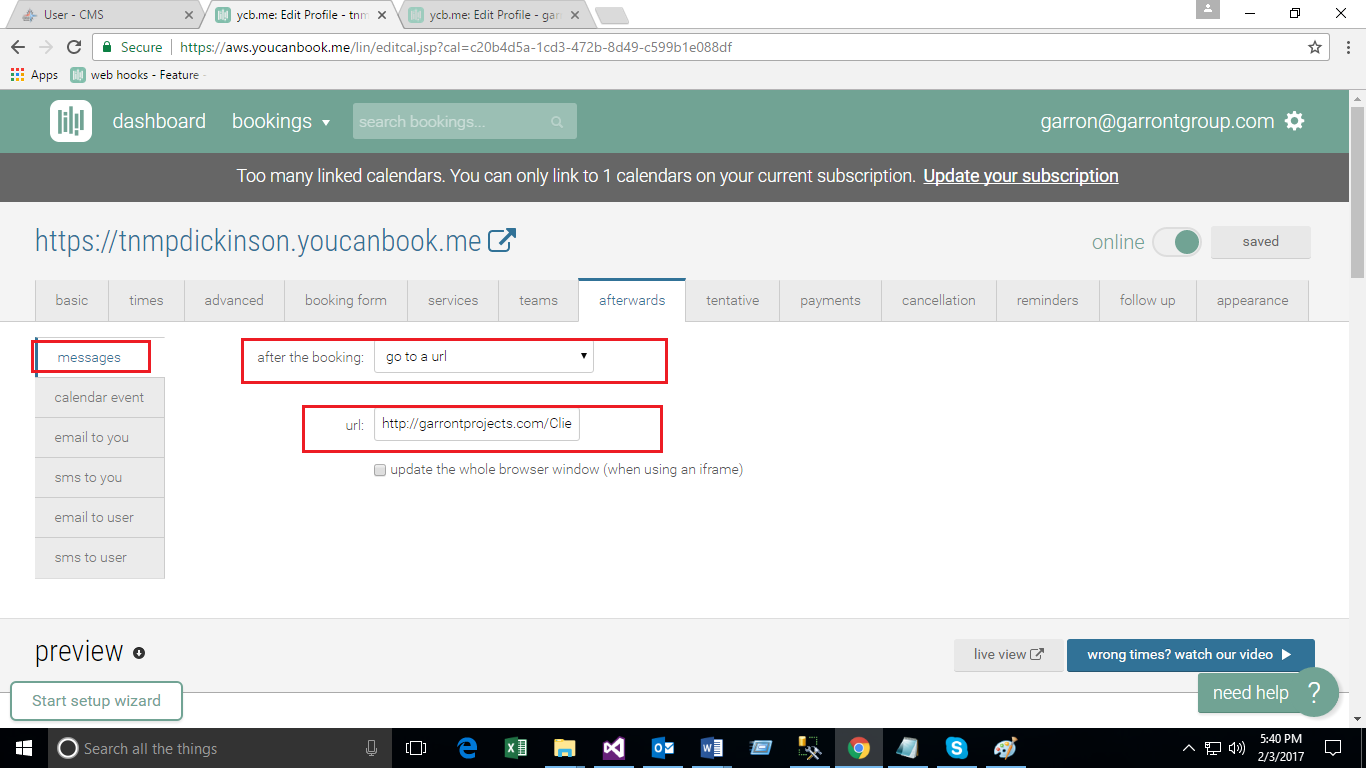 User - CMS
ycb.me: Edit Profile - tnm
ycb.me: Edit Profile - gar
Secure
https://aws.youcanbook.me/lin/editcal.jsp?cal=c20b4d5a-1cd3-472b-8d49-c599b1e088df
Apps
web hooks - Feature -
dashboard
bookings
search bookings...
garron@garrontgroup.com
Too many linked calendars. You can only link to 1 calendars on your current subscription. Update your subscription
https://tnmpdickinson.youcanbook.me
online
saved
basic
times
advanced
booking form
services
teams
afterwards
tentative
payments
cancellation
reminders
follow up
appearance
messages
calendar event
email to you
sms to you
email to user
sms to user
after the booking:
go to a url
url:
http://garrontprojects.com/Clie
update the whole browser window (when using an iframe)
preview
live view
wrong times? watch our video
Start setup wizard
need help ?
Search all the things
5:40 PM
2/3/2017